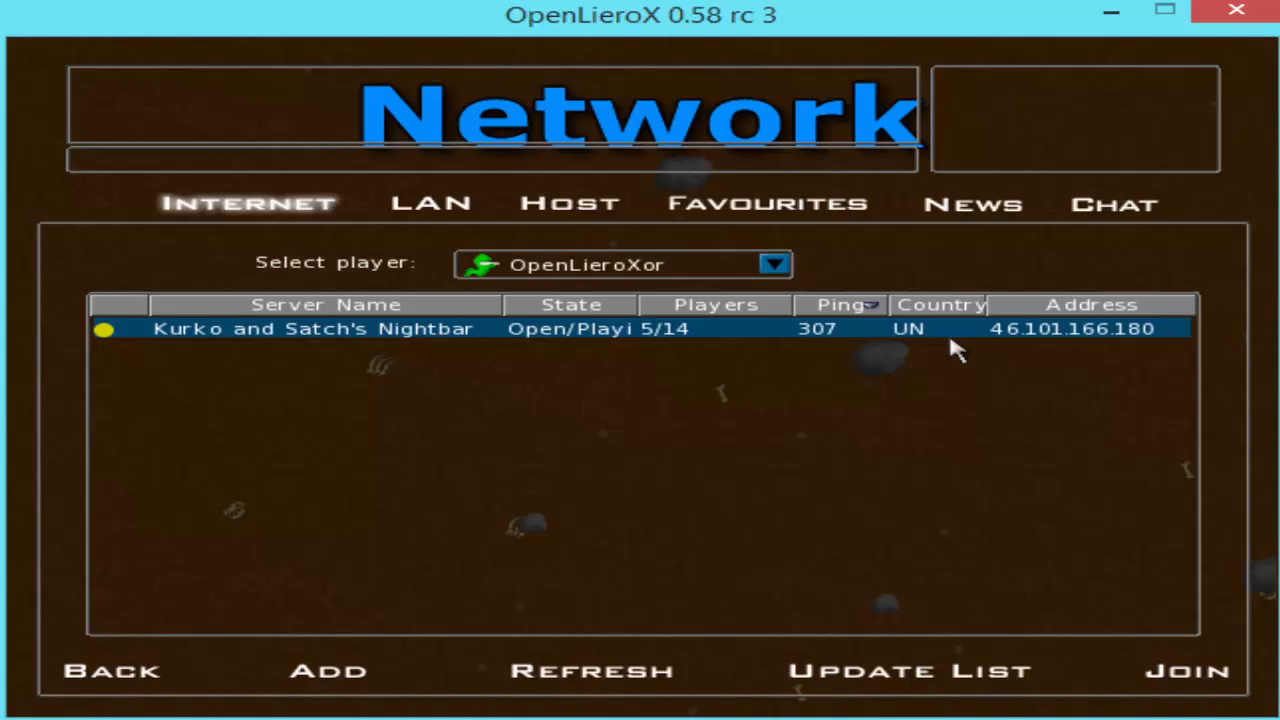 OpenLieroX 0.58 rc 3
Network
Internet LAN Host Favourites News Chat
Select player: OpenLieroXor
Server Name State Players Ping Country Address
Kurko and Satch's Nightbar Open/Playi 5/14 307 UN 46.101.166.180
Back Add Refresh Update List Join